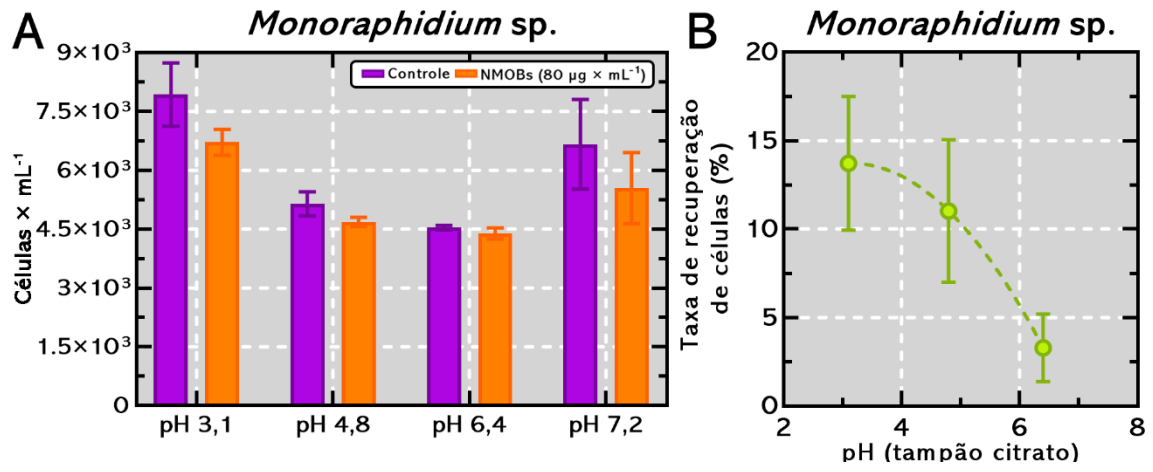 A
Monoraphidium sp.
Células × mL⁻¹
9×10³
7.5×10³
6×10³
4.5×10³
3×10³
1.5×10³
0
Controle
NMOBs (80 µg × mL⁻¹)
pH 3,1
pH 4,8
pH 6,4
pH 7,2
B
Monoraphidium sp.
Taxa de recuperação
de células (%)
20
15
10
5
0
2
4
6
8
pH (tampão citrato)